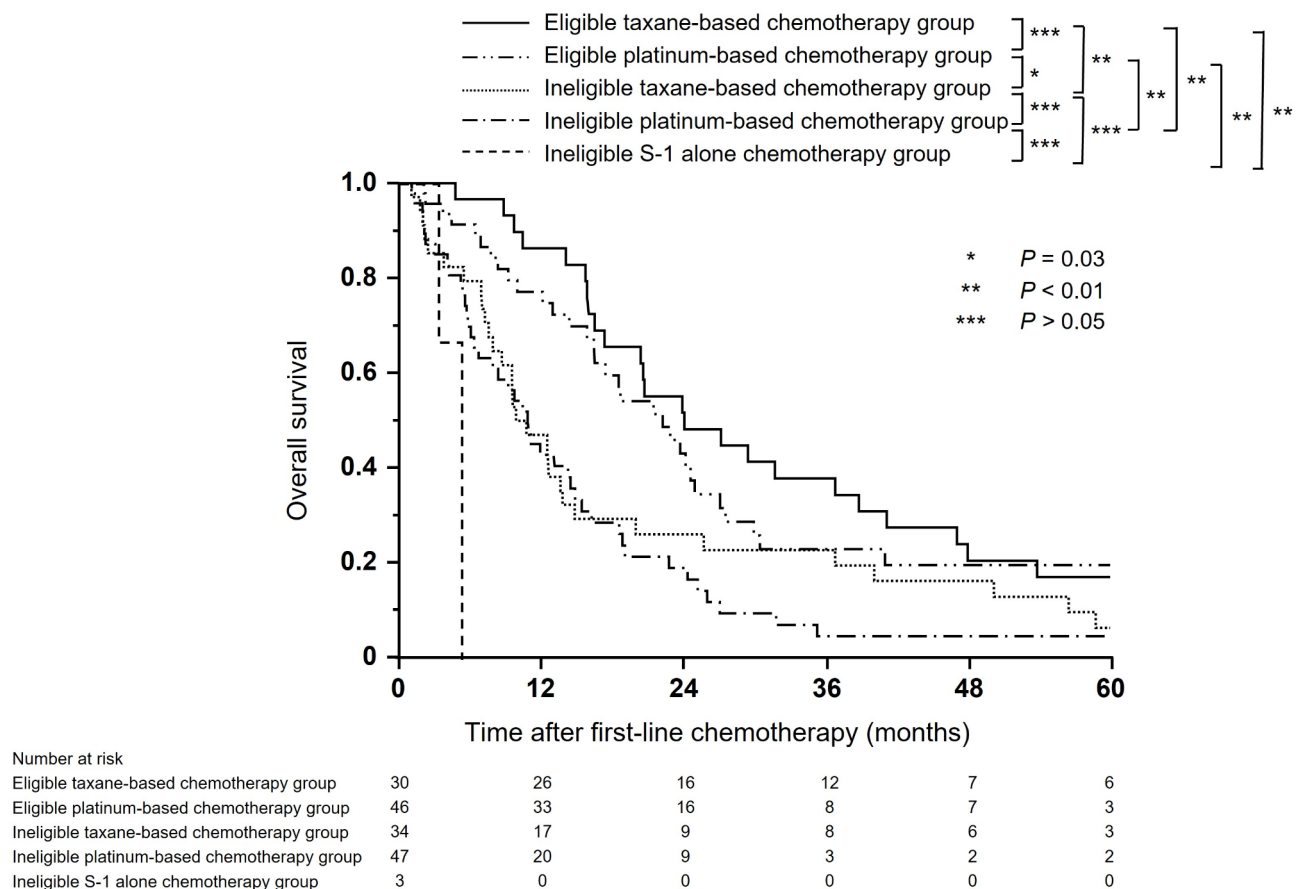 Eligible taxane-based chemotherapy group
Eligible platinum-based chemotherapy group
Ineligible taxane-based chemotherapy group
Ineligible platinum-based chemotherapy group
Ineligible S-1 alone chemotherapy group
***
*
***
***
**
***
**
**
**
**
* P = 0.03
** P < 0.01
*** P > 0.05
Overall survival
1.0
0.8
0.6
0.4
0.2
0
0 12 24 36 48 60
Time after first-line chemotherapy (months)
Number at risk
Eligible taxane-based chemotherapy group 30 26 16 12 7 6
Eligible platinum-based chemotherapy group 46 33 16 8 7 3
Ineligible taxane-based chemotherapy group 34 17 9 8 6 3
Ineligible platinum-based chemotherapy group 47 20 9 3 2 2
Ineligible S-1 alone chemotherapy group 3 0 0 0 0 0